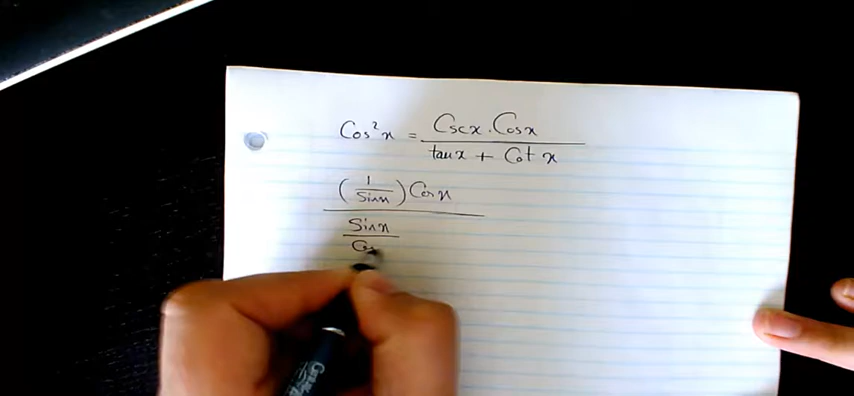 Cos²x = Cscx · Cosx / tanx + Cot x
(1 / Sinx) Cosx
Sinx
Cos